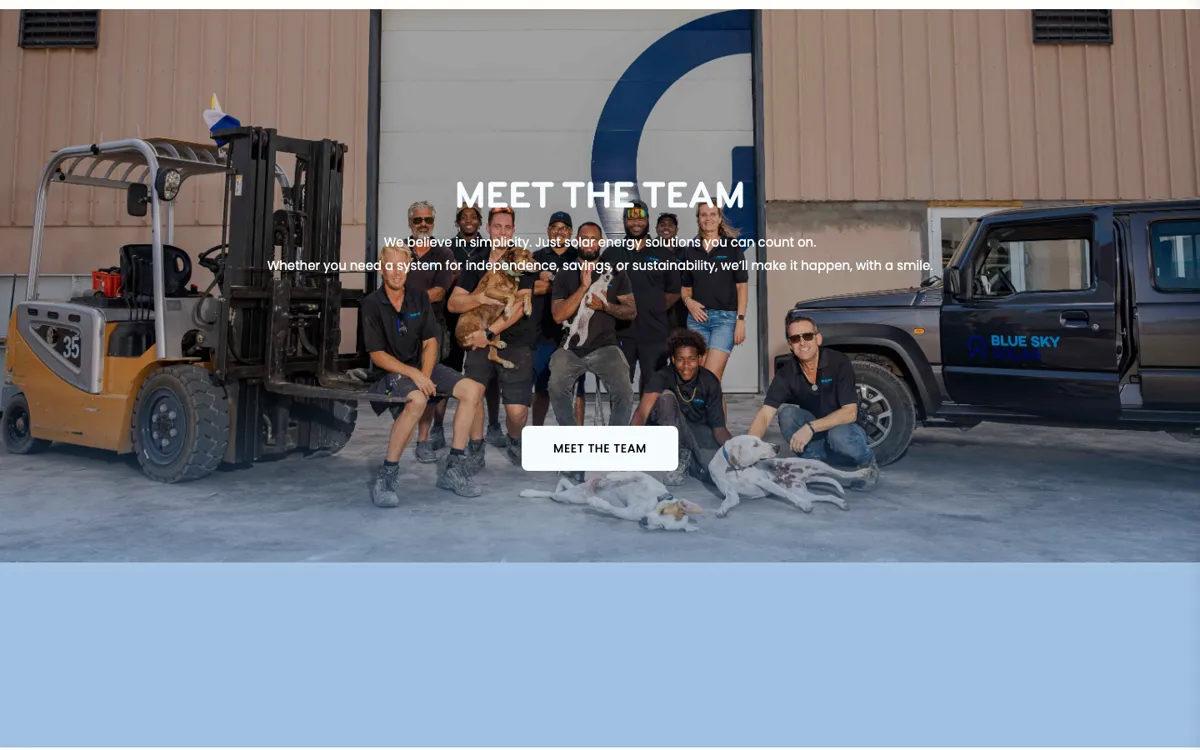 MEET THE TEAM
We believe in simplicity. Just solar energy solutions you can count on.
Whether you need a system for independence, savings, or sustainability, we’ll make it happen, with a smile.
35
BLUE SKY
SOLAR
MEET THE TEAM